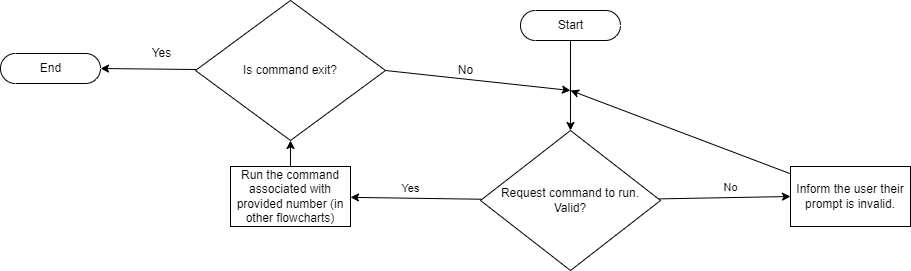 Start
Yes
End
Is command exit?
No
Run the command
associated with
provided number (in
other flowcharts)
Yes
Request command to run.
Valid?
No
Inform the user their
prompt is invalid.